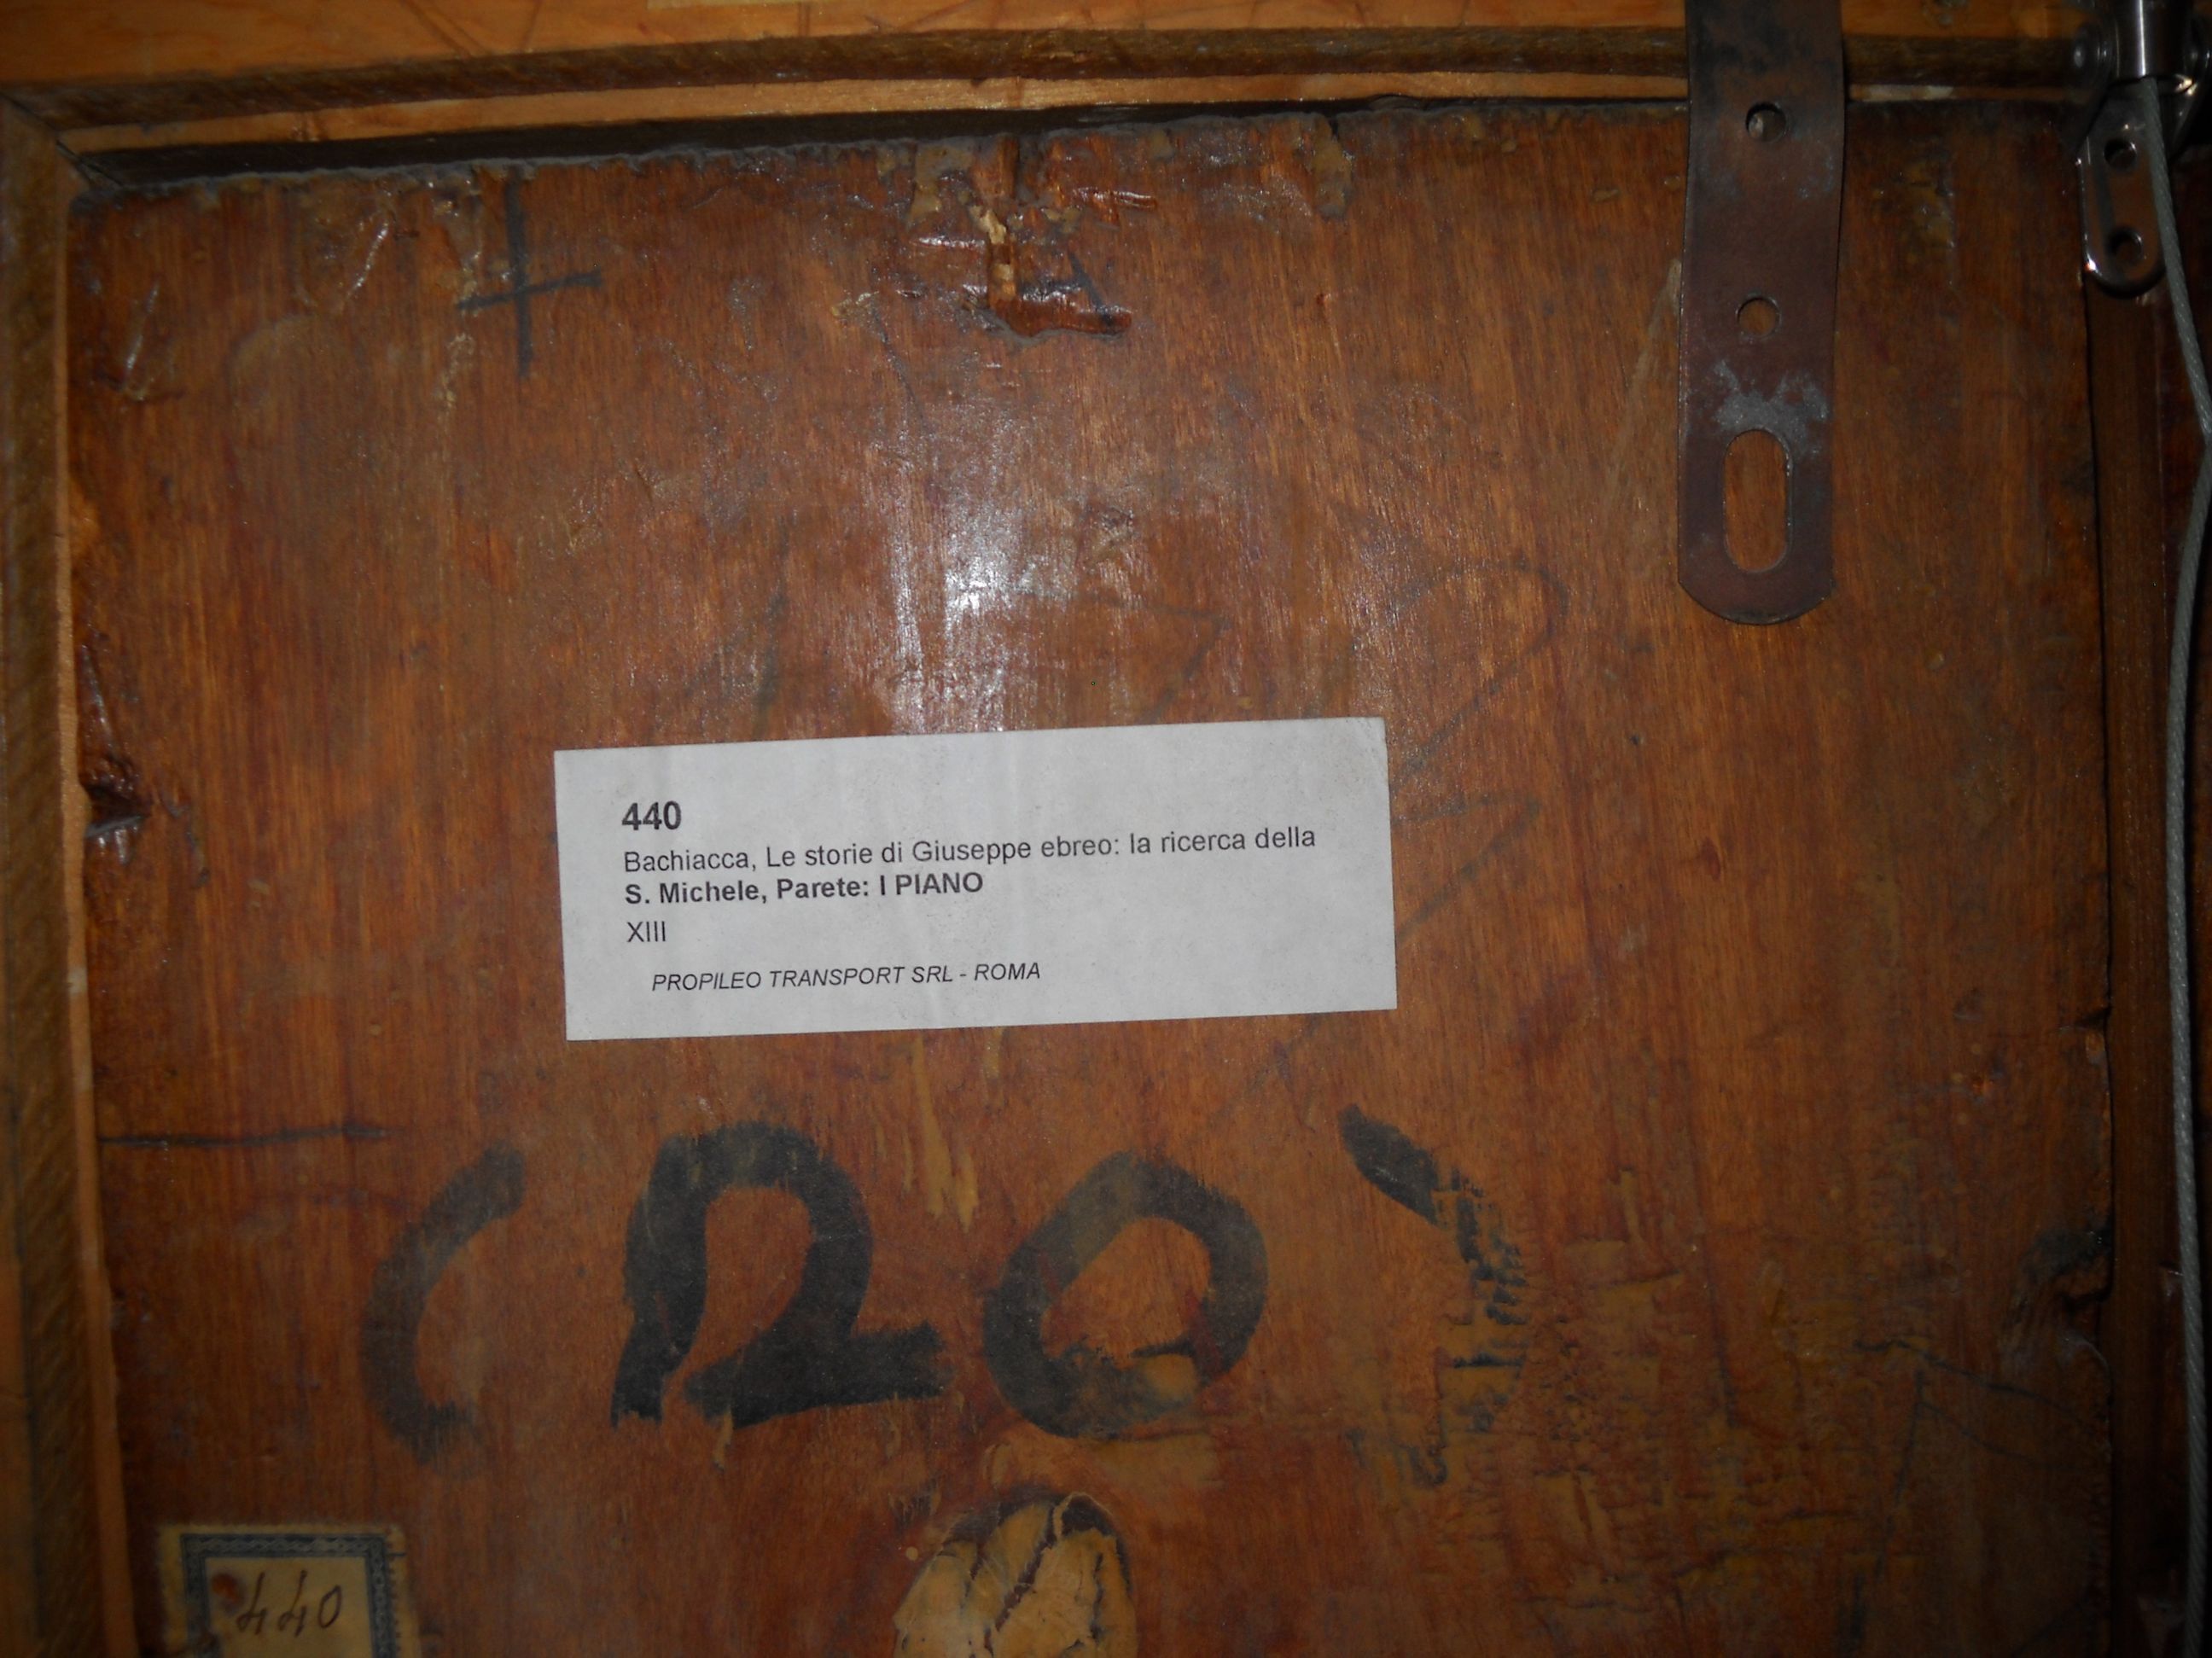 440
Bachiacca, Le storie di Giuseppe ebreo: la ricerca della
S. Michele, Parete: I PIANO
XIII
PROPILEO TRANSPORT SRL - ROMA
(20)
440